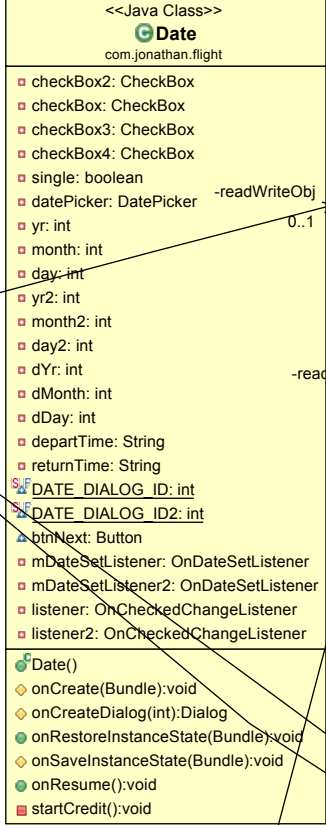 <<Java Class>>
Date
com.jonathan.flight
checkBox2: CheckBox
checkBox: CheckBox
checkBox3: CheckBox
checkBox4: CheckBox
single: boolean
datePicker: DatePicker
-readWriteObj
yr: int
0..1
month: int
day: int
yr2: int
month2: int
day2: int
dYr: int
-read
dMonth: int
dDay: int
departTime: String
returnTime: String
DATE_DIALOG_ID: int
DATE_DIALOG_ID2: int
btnNext: Button
mDateSetListener: OnDateSetListener
mDateSetListener2: OnDateSetListener
listener: OnCheckedChangeListener
listener2: OnCheckedChangeListener
Date()
onCreate(Bundle):void
onCreateDialog(int):Dialog
onRestoreInstanceState(Bundle):void
onSaveInstanceState(Bundle):void
onResume():void
startCredit():void